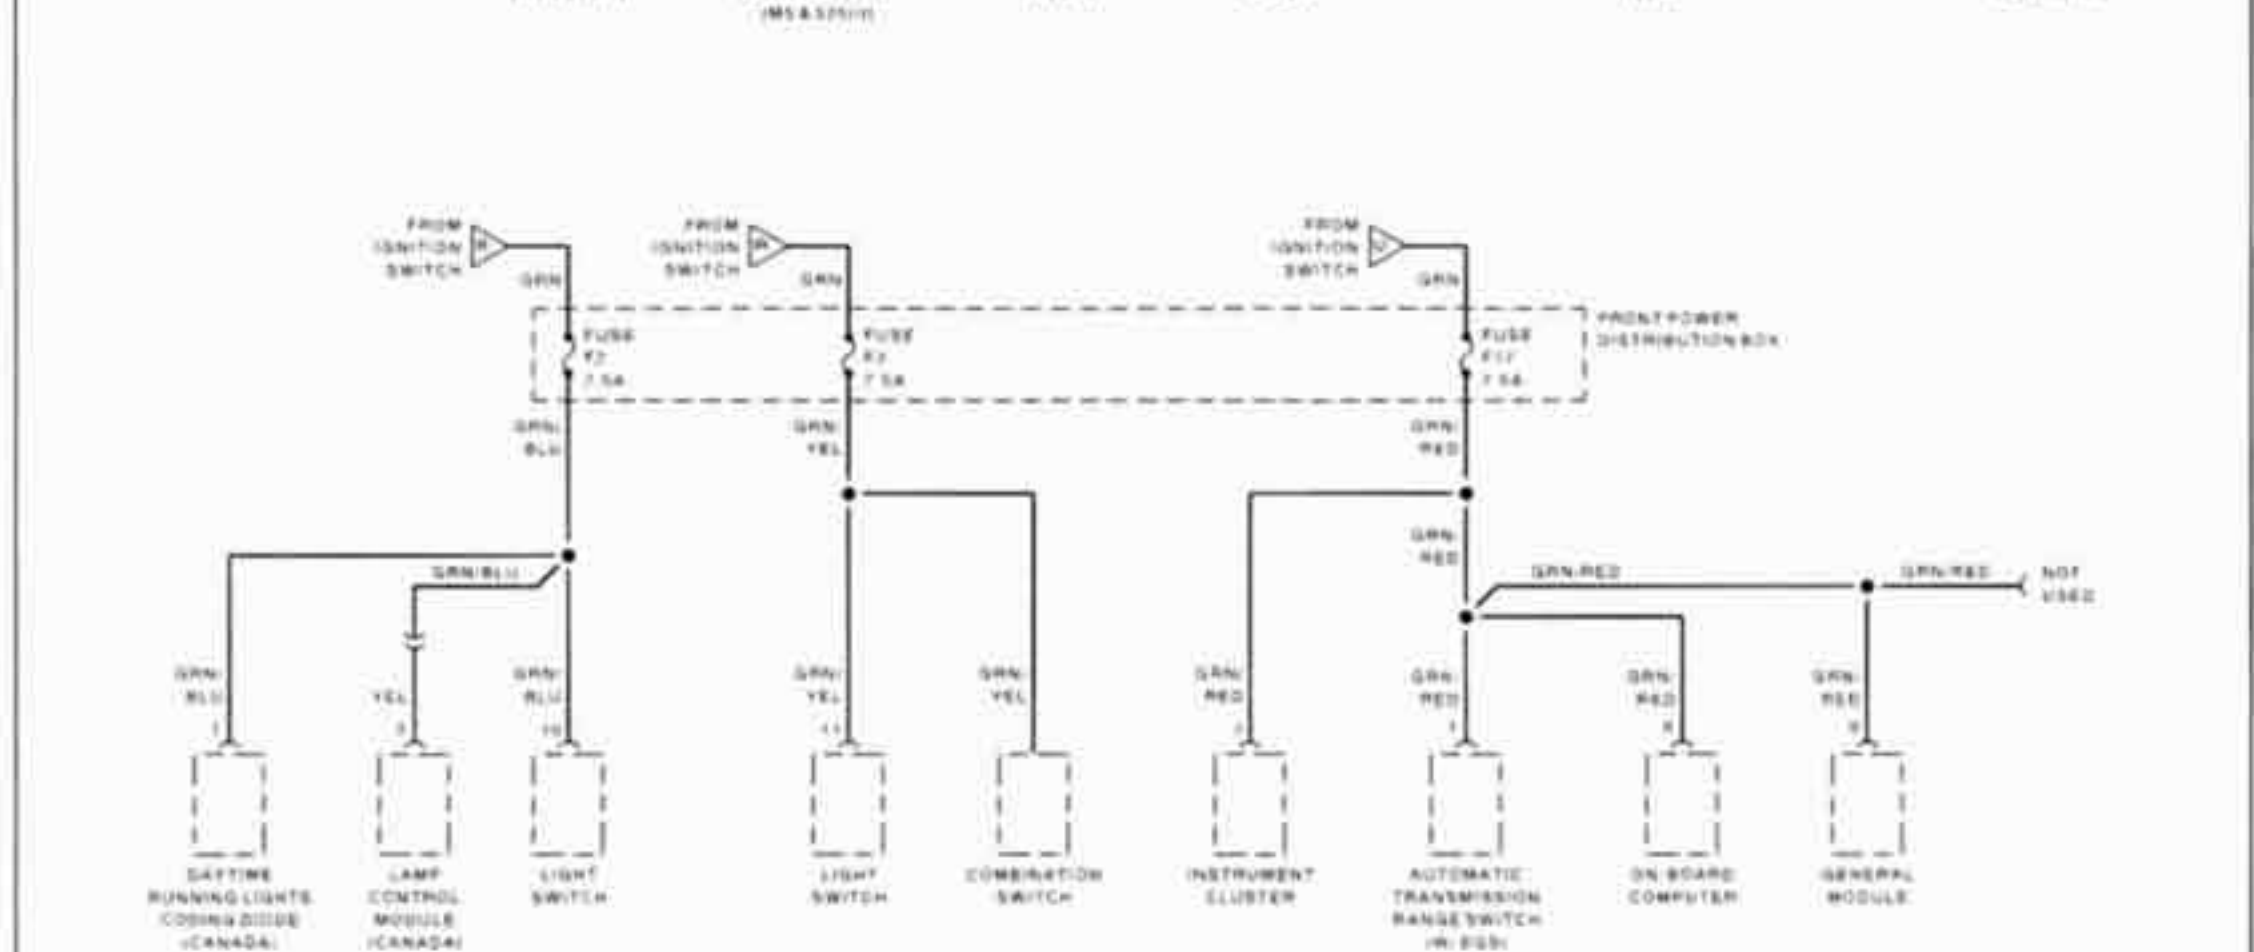 FROM
IGNITION
SWITCH
GRN
FROM
IGNITION
SWITCH
GRN
FROM
IGNITION
SWITCH
GRN
FUSE
7.5A
FUSE
7.5A
FUSE
7.5A
FRONT POWER
DISTRIBUTION BOX
GRN/
BLU
GRN/
YEL
GRN/
RED
GRN/
RED
GRN/BLU
GRN/RED
GRN/RED
NOT
USED
GRN/
BLU
YEL
GRN/
BLU
GRN/
YEL
GRN/
YEL
GRN/
RED
GRN/
RED
GRN/
RED
GRN/
RED
10
11
DAYTIME
RUNNING LIGHTS
CODING DIODE
(CANADA)
LAMP
CONTROL
MODULE
(CANADA)
LIGHT
SWITCH
LIGHT
SWITCH
COMBINATION
SWITCH
INSTRUMENT
CLUSTER
AUTOMATIC
TRANSMISSION
RANGE SWITCH
ON-BOARD
COMPUTER
GENERAL
MODULE